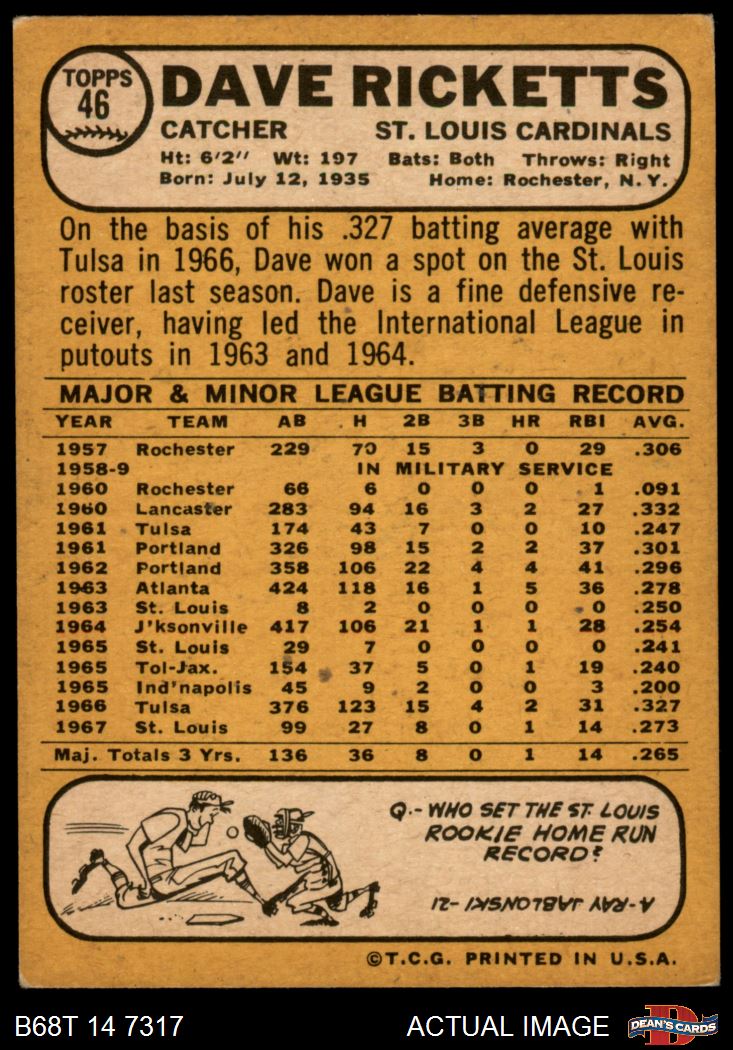 TOPPS
46
DAVE RICKETTS
CATCHER ST. LOUIS CARDINALS
Ht: 6'2" Wt: 197 Bats: Both Throws: Right
Born: July 12, 1935 Home: Rochester, N. Y.
On the basis of his .327 batting average with
Tulsa in 1966, Dave won a spot on the St. Louis
roster last season. Dave is a fine defensive re-
ceiver, having led the International League in
putouts in 1963 and 1964.
MAJOR & MINOR LEAGUE BATTING RECORD
YEAR TEAM AB H 2B 3B HR RBI AVG.
1957 Rochester 229 70 15 3 0 29 .306
1958-9 IN MILITARY SERVICE
1960 Rochester 66 6 0 0 0 1 .091
1960 Lancaster 283 94 16 3 2 27 .332
1961 Tulsa 174 43 7 0 0 10 .247
1961 Portland 326 98 15 2 2 37 .301
1962 Portland 358 106 22 4 4 41 .296
1963 Atlanta 424 118 16 1 5 36 .278
1963 St. Louis 8 2 0 0 0 0 .250
1964 J'ksonville 417 106 21 1 1 28 .254
1965 St. Louis 29 7 0 0 0 0 .241
1965 Tol-Jax. 154 37 5 0 1 19 .240
1965 Ind'napolis 45 9 2 0 0 3 .200
1966 Tulsa 376 123 15 4 2 31 .327
1967 St. Louis 99 27 8 0 1 14 .273
Maj. Totals 3 Yrs. 136 36 8 0 1 14 .265
Q.- WHO SET THE ST. LOUIS
ROOKIE HOME RUN
RECORD?
A- RAY JABLONSKI -21
©T.C.G. PRINTED IN U.S.A.
B68T 14 7317 ACTUAL IMAGE
D
DEAN'S CARDS